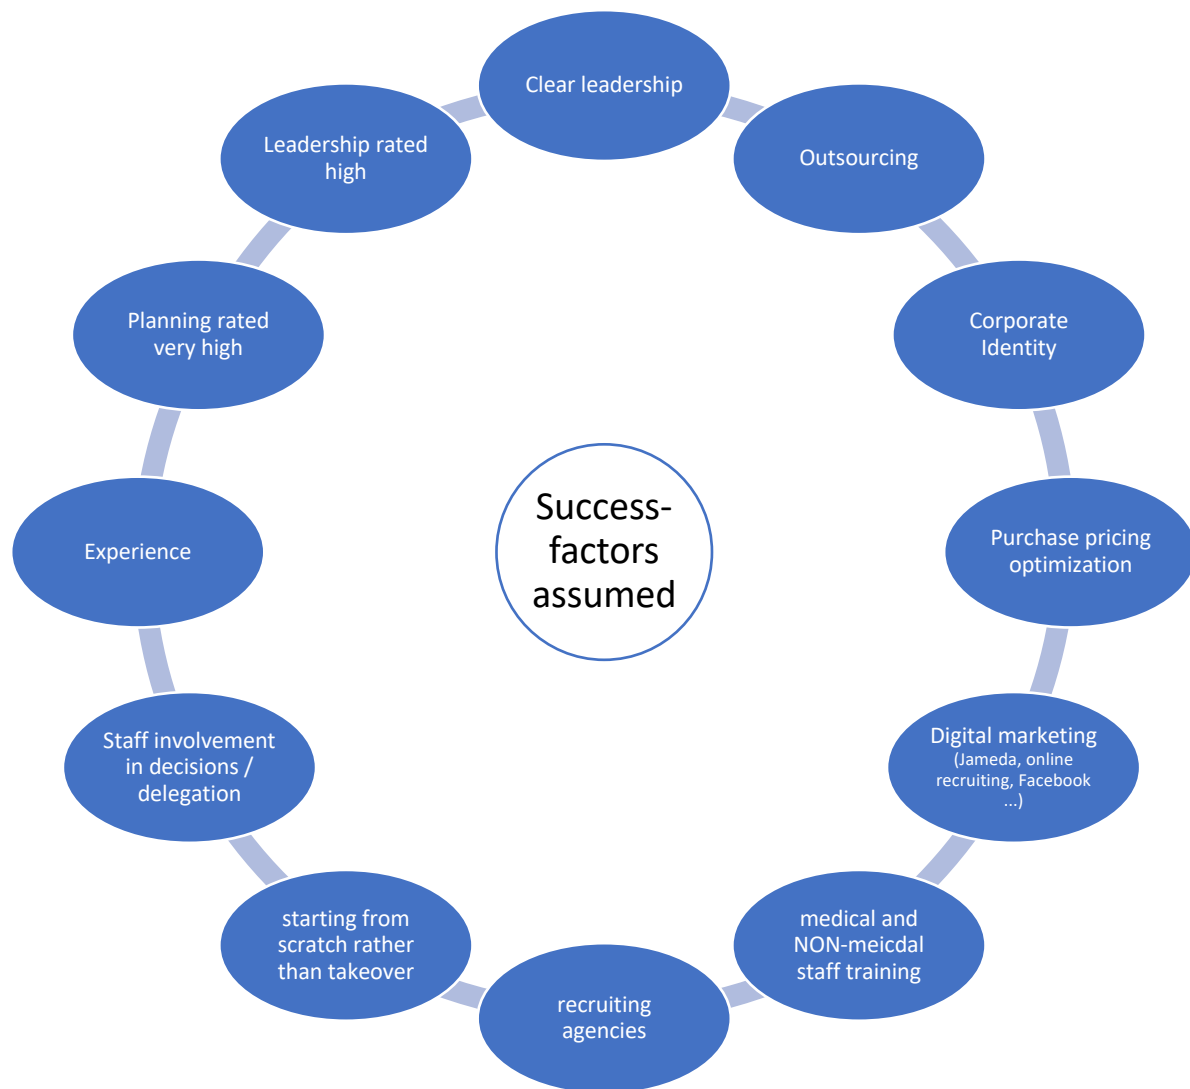 Clear leadership
Outsourcing
Corporate
Identity
Purchase pricing
optimization
Digital marketing
(Jameda, online
recruiting, Facebook
...)
medical and
NON-meicdal
staff training
recruiting
agencies
starting from
scratch rather
than takeover
Staff involvement
in decisions /
delegation
Experience
Planning rated
very high
Leadership rated
high
Success-
factors
assumed